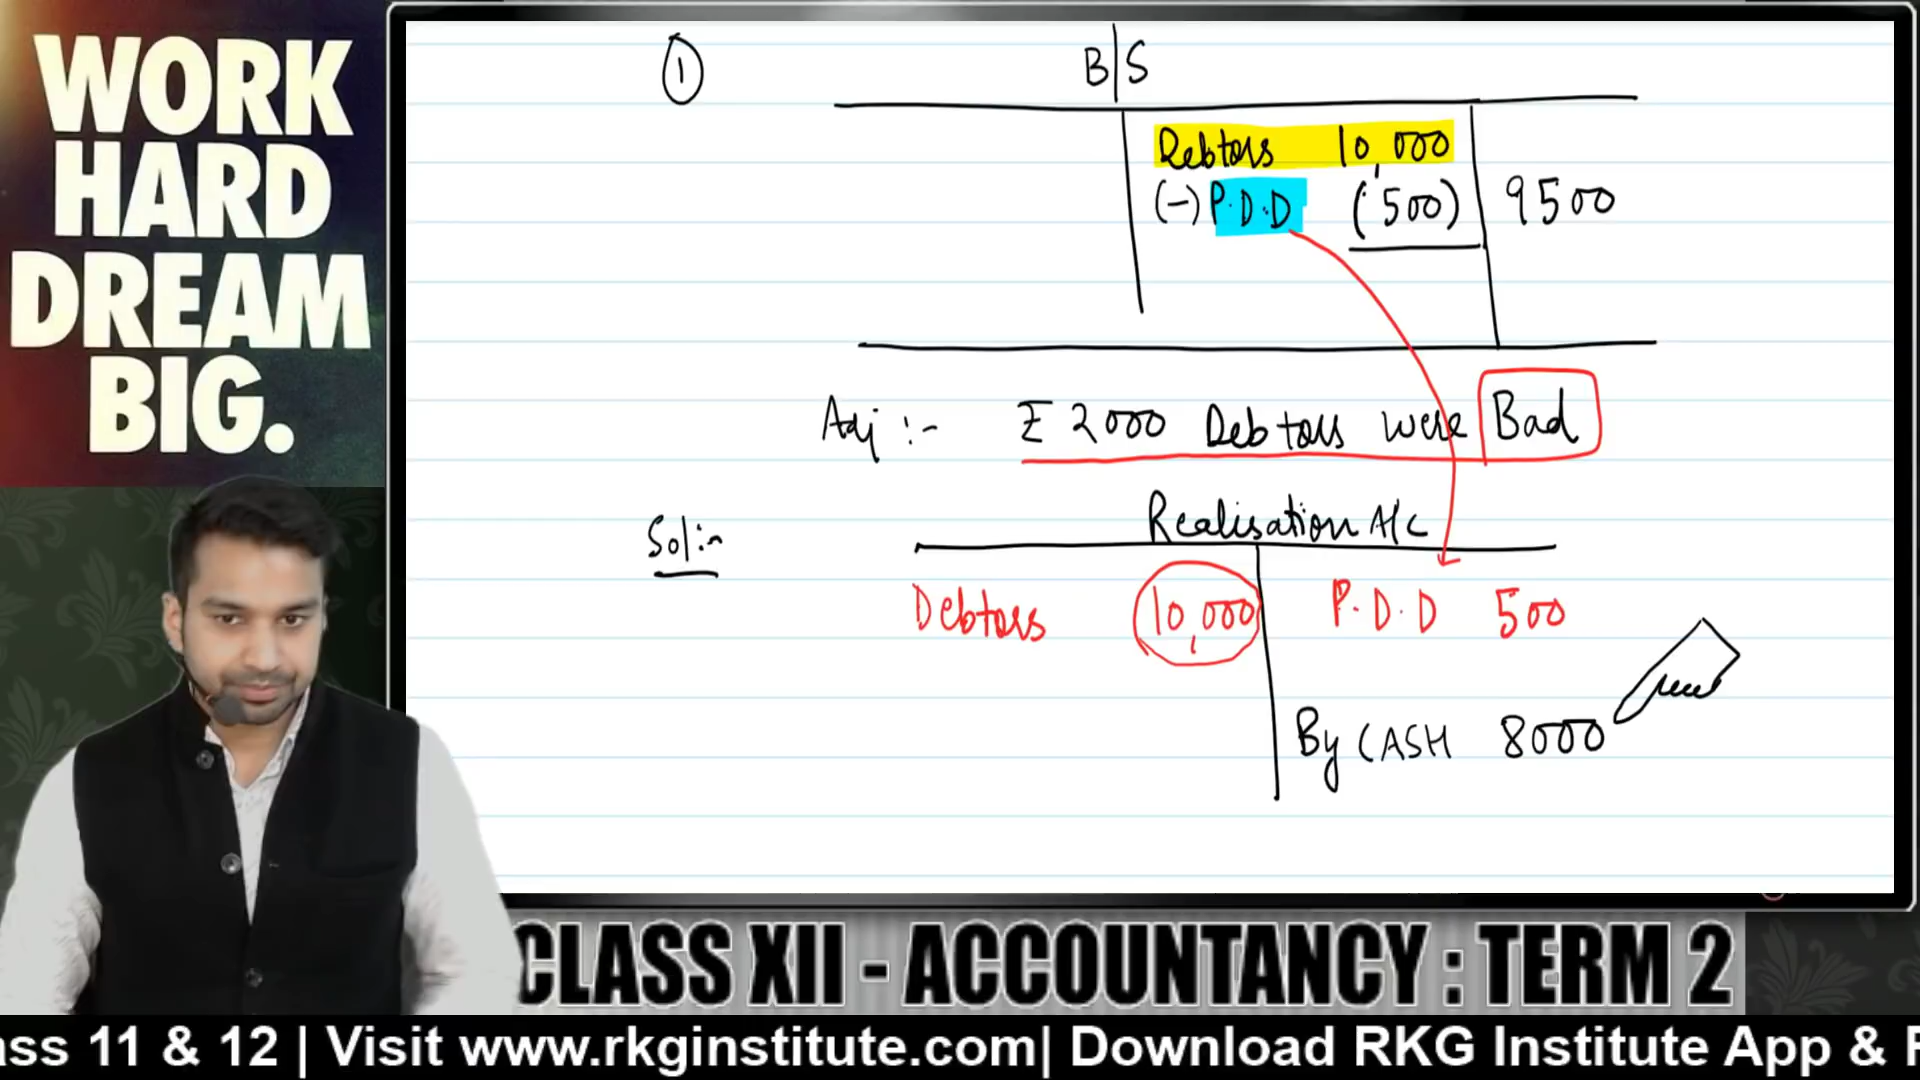 WORK
HARD
DREAM
BIG.
① B/S
Debtors 10,000
(-) P.D.D (500) 9500
Adj :- ₹ 2000 Debtors were Bad
Sol:- Realisation A/C
Debtors 10,000 P.D.D 500
By CASH 8000
CLASS XII - ACCOUNTANCY : TERM 2
ass 11 & 12 | Visit www.rkginstitute.com| Download RKG Institute App &